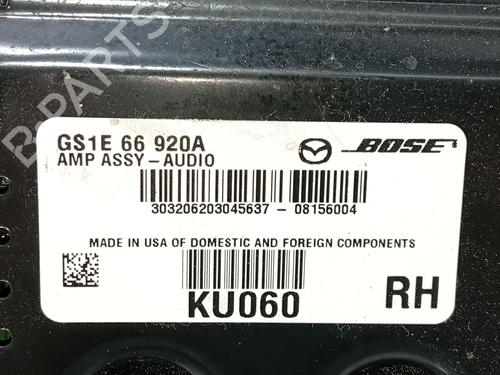 GS1E 66 920A
BOSE
AMP ASSY-AUDIO
303206203045637 - 08156004
MADE IN USA OF DOMESTIC AND FOREIGN COMPONENTS
KU060
RH
B-PARTS